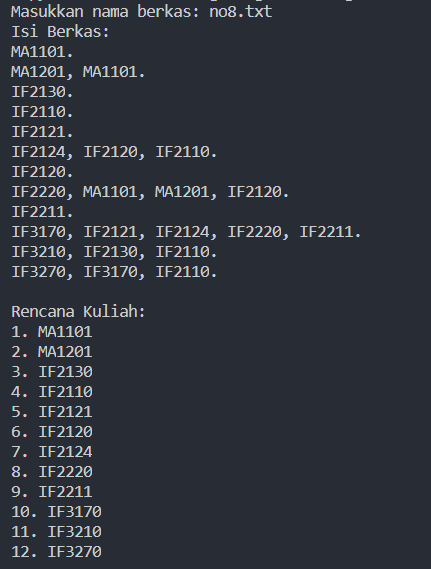 Masukkan nama berkas: no8.txt
Isi Berkas:
MA1101.
MA1201, MA1101.
IF2130.
IF2110.
IF2121.
IF2124, IF2120, IF2110.
IF2120.
IF2220, MA1101, MA1201, IF2120.
IF2211.
IF3170, IF2121, IF2124, IF2220, IF2211.
IF3210, IF2130, IF2110.
IF3270, IF3170, IF2110.
Rencana Kuliah:
1. MA1101
2. MA1201
3. IF2130
4. IF2110
5. IF2121
6. IF2120
7. IF2124
8. IF2220
9. IF2211
10. IF3170
11. IF3210
12. IF3270